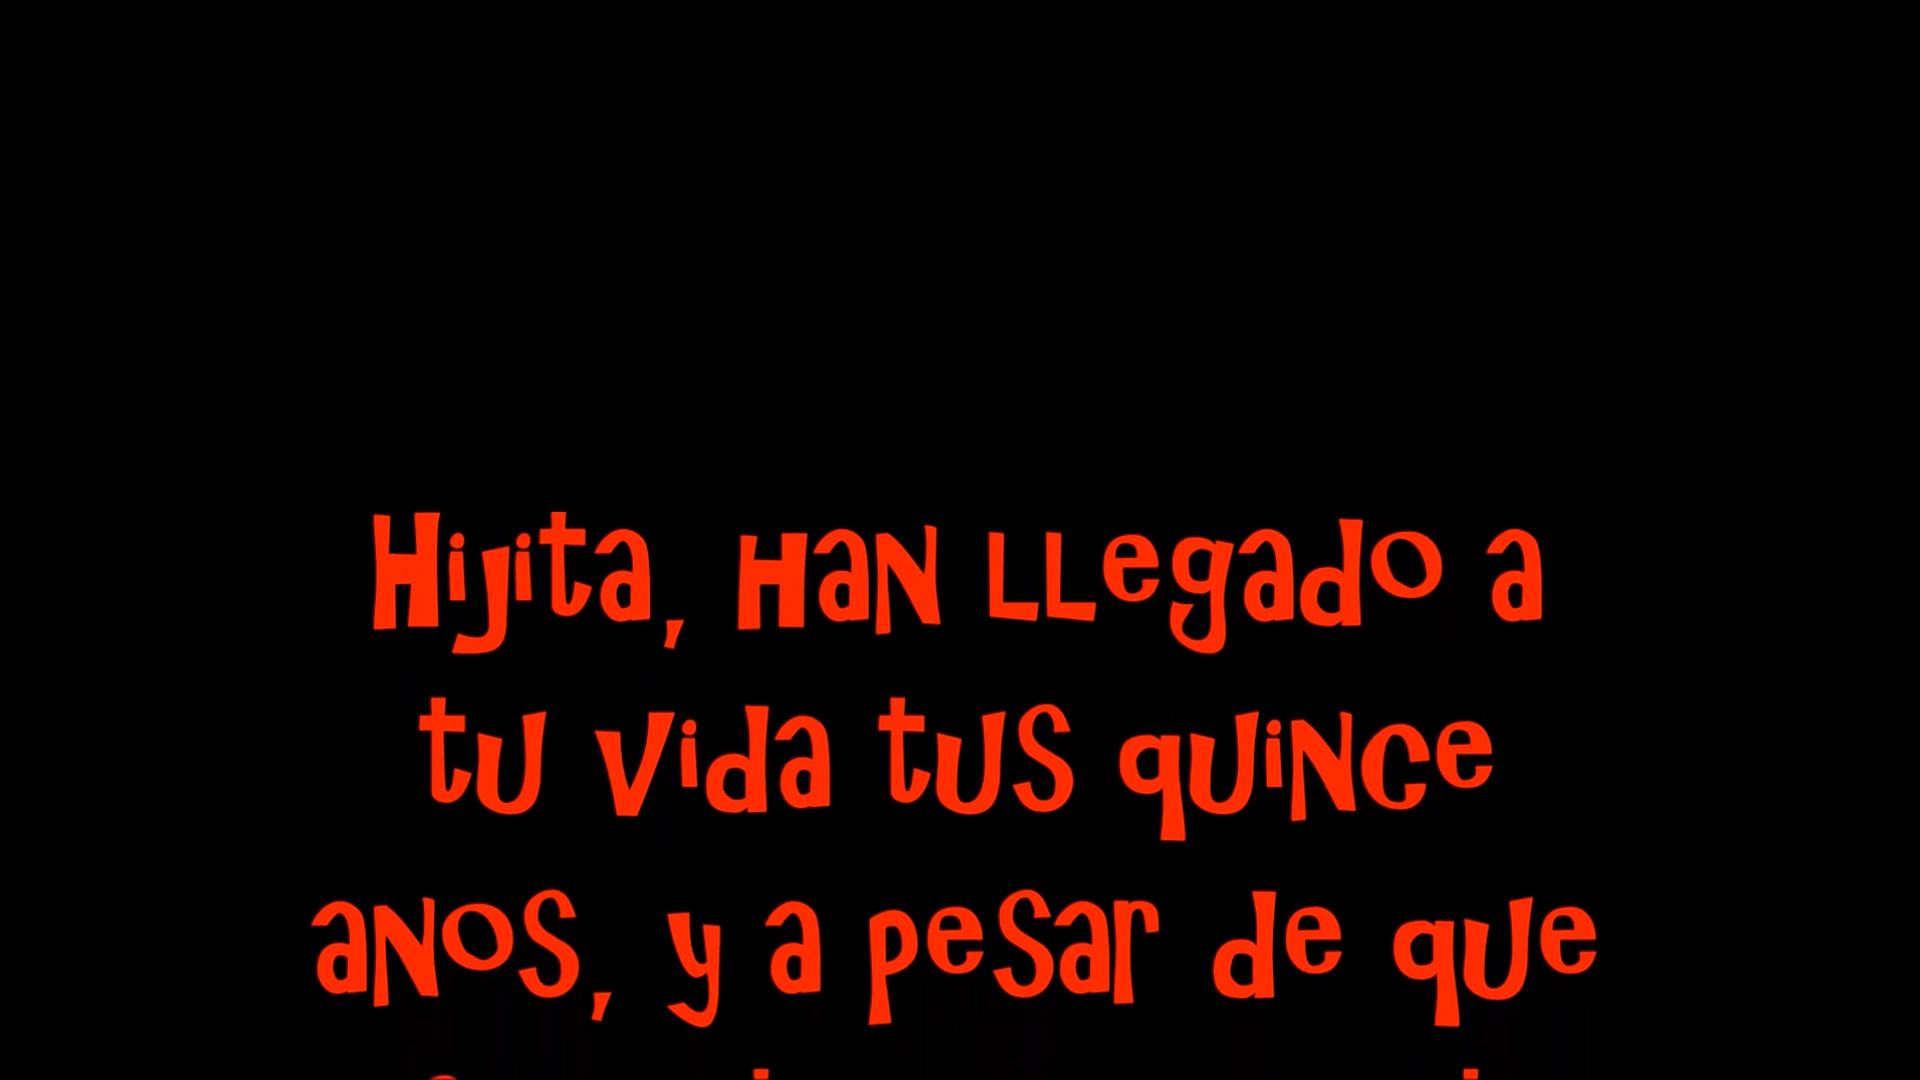 Hijita, han llegado a
tu vida tus quince
anos, y a pesar de que